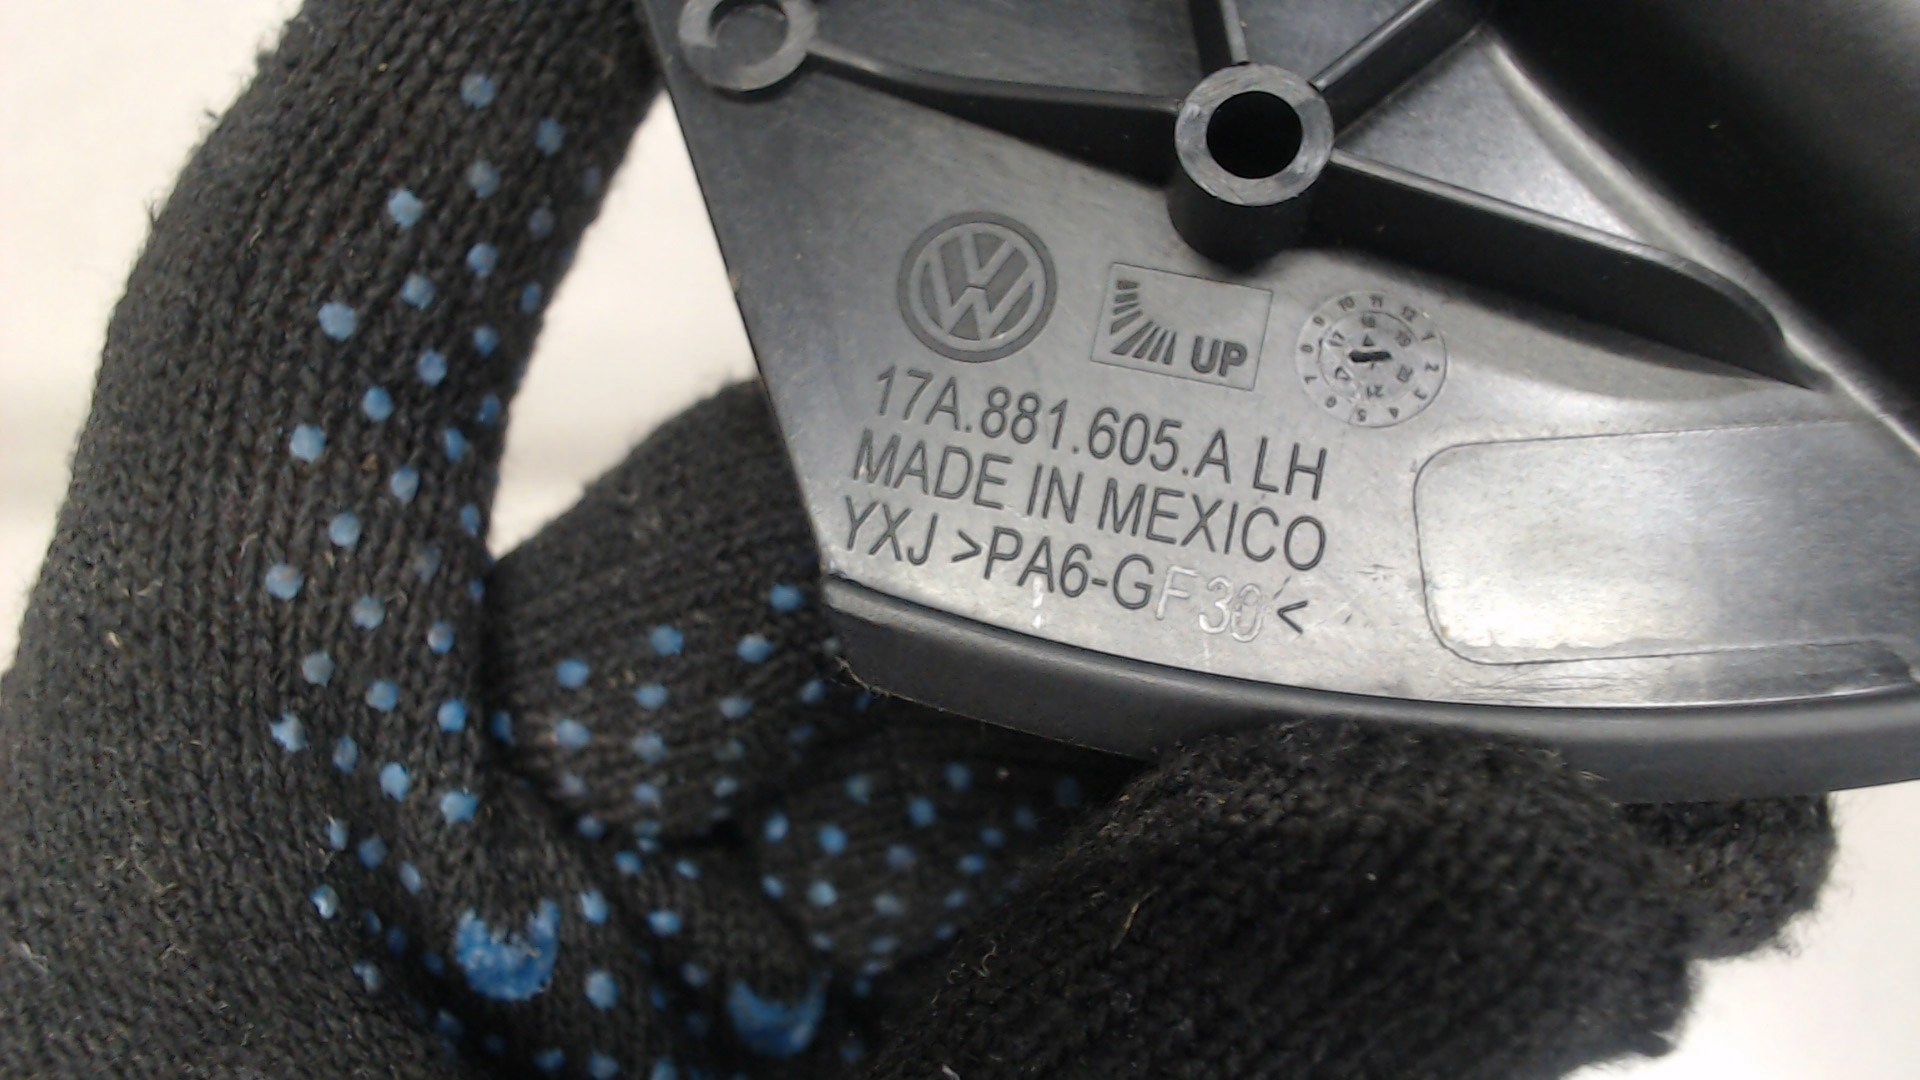 UP
17A.881.605.A LH
MADE IN MEXICO
YXJ >PA6-GF30<